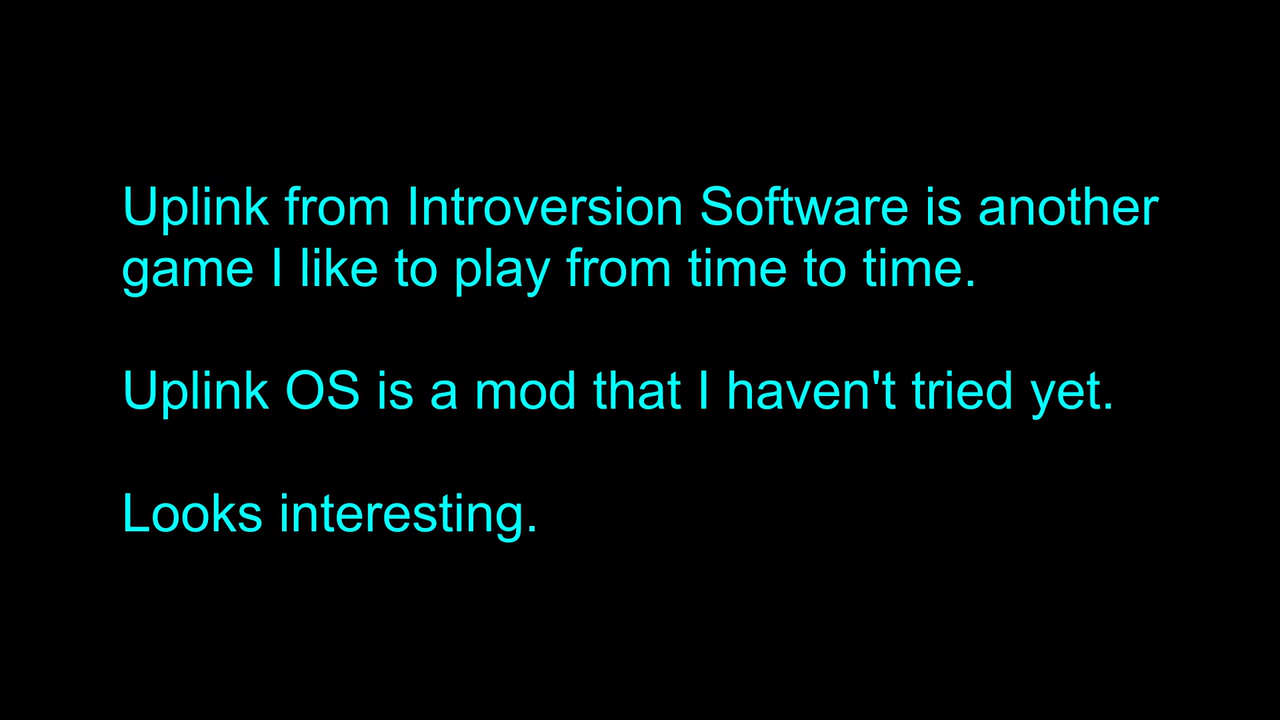 Uplink from Introversion Software is another
game I like to play from time to time.
Uplink OS is a mod that I haven't tried yet.
Looks interesting.